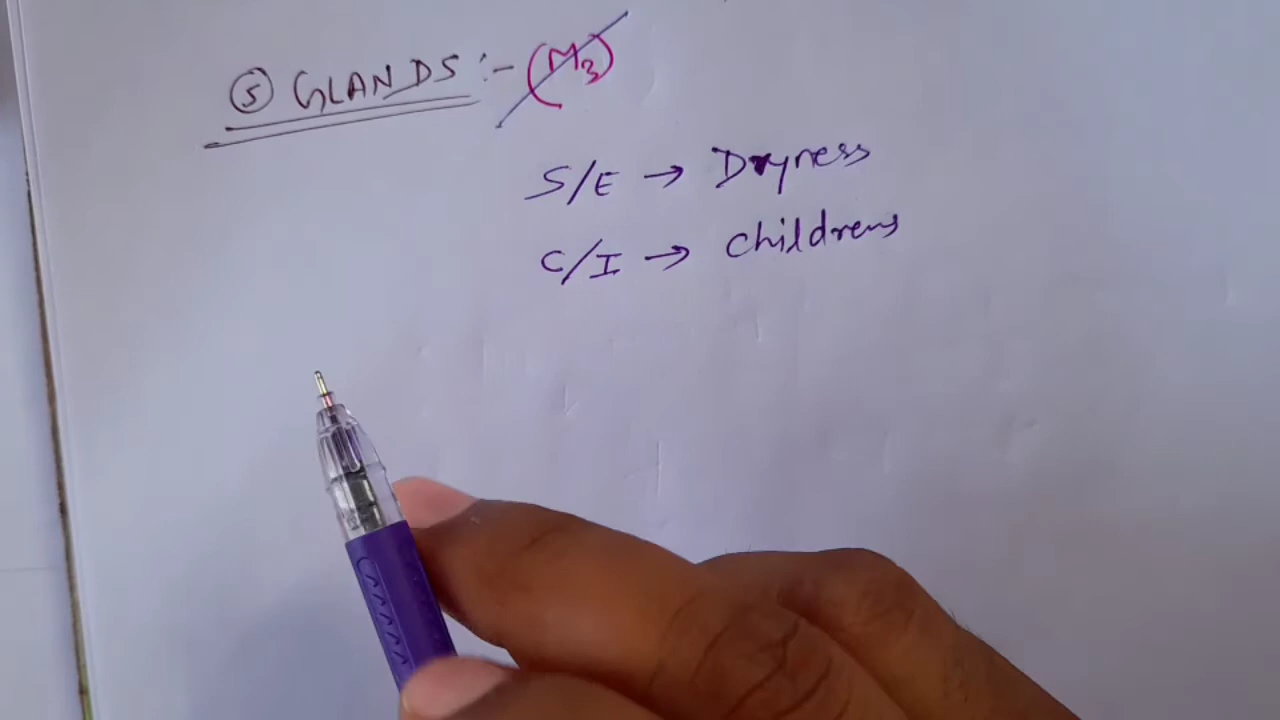 ⑤ GLANDS :- (M3)
S/E → Dryness
C/I → childrens